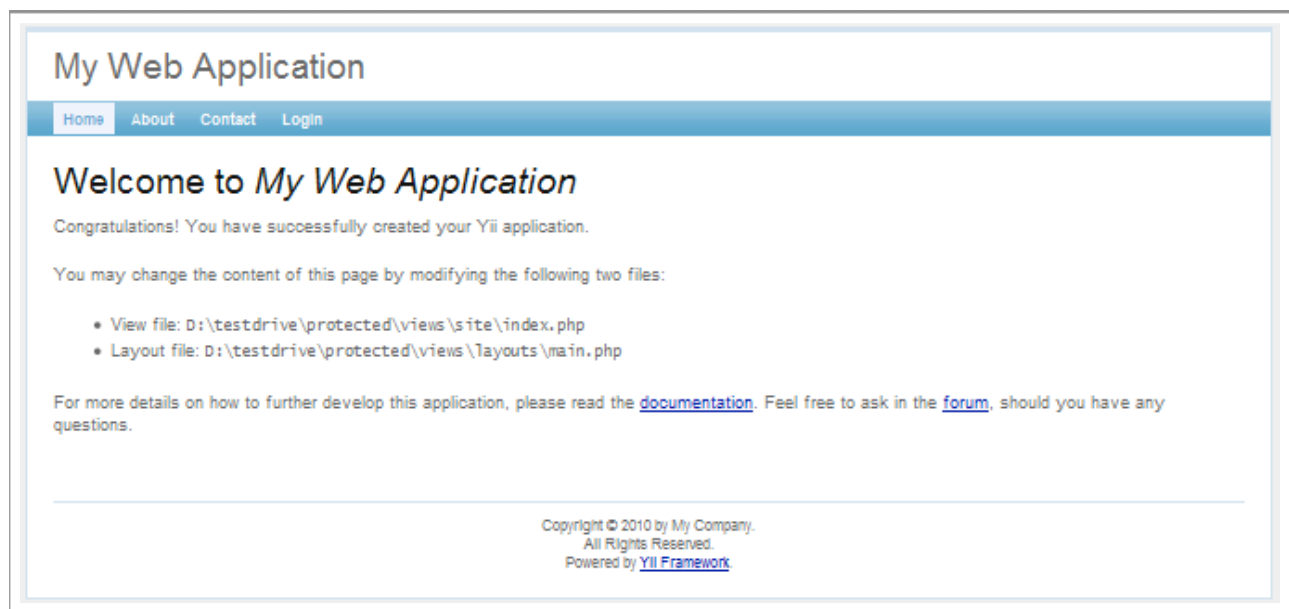 My Web Application
Home About Contact Login
Welcome to My Web Application
Congratulations! You have successfully created your Yii application.
You may change the content of this page by modifying the following two files:
• View file: D:\testdrive\protected\views\site\index.php
• Layout file: D:\testdrive\protected\views\layouts\main.php
For more details on how to further develop this application, please read the documentation. Feel free to ask in the forum, should you have any
questions.
Copyright © 2010 by My Company.
All Rights Reserved.
Powered by Yii Framework.